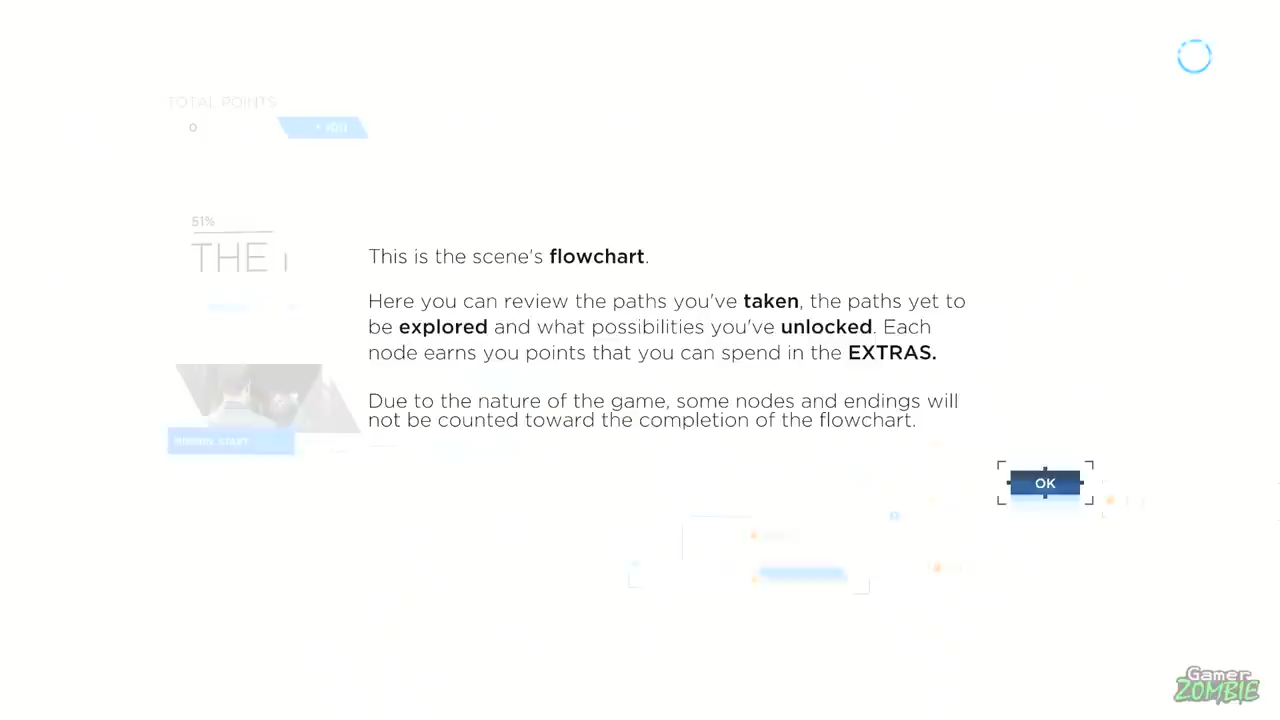 TOTAL POINTS
0
51%
THE
This is the scene's flowchart.
Here you can review the paths you've taken, the paths yet to
be explored and what possibilities you've unlocked. Each
node earns you points that you can spend in the EXTRAS.
Due to the nature of the game, some nodes and endings will
not be counted toward the completion of the flowchart.
MISSION START
OK
Gamer
ZOMBIE